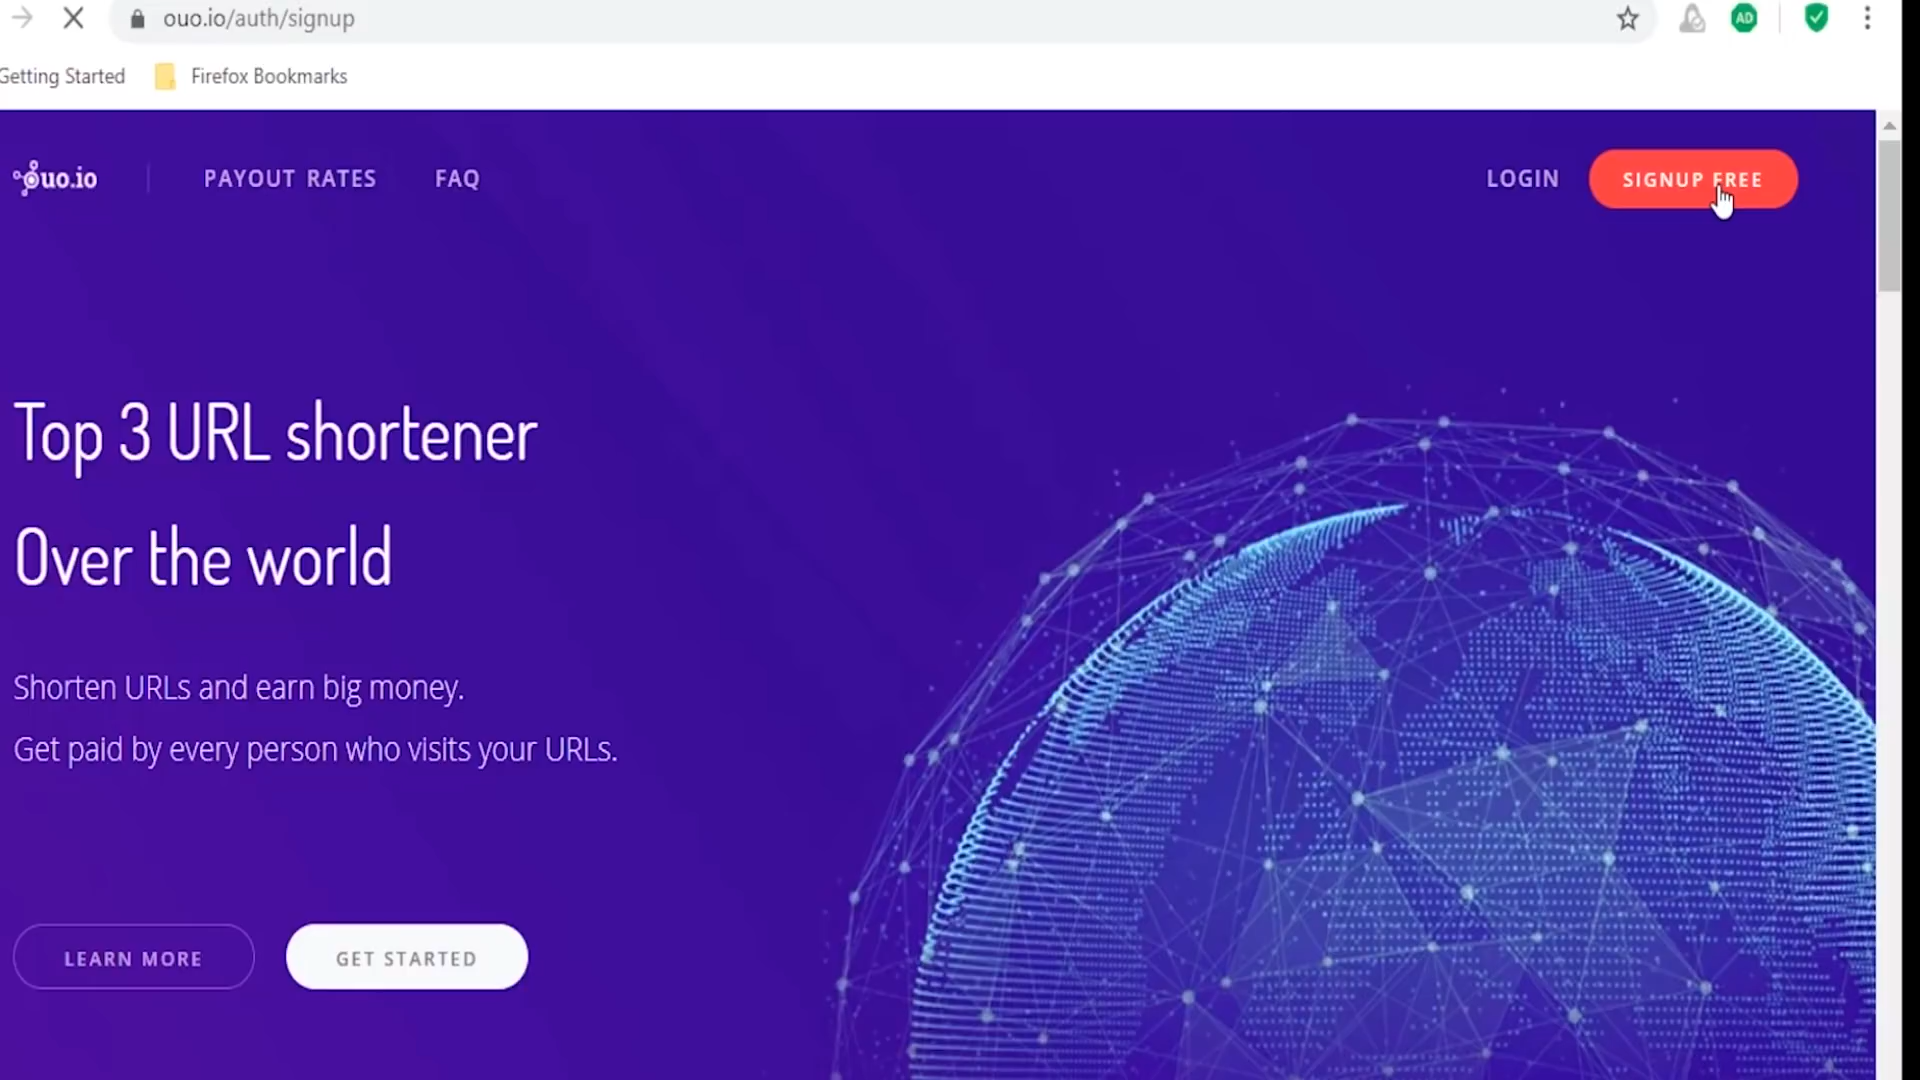 ouo.io/auth/signup
AD
Getting Started
Firefox Bookmarks
ouo.io
PAYOUT RATES
FAQ
LOGIN
SIGNUP FREE
Top 3 URL shortener
Over the world
Shorten URLs and earn big money.
Get paid by every person who visits your URLs.
LEARN MORE
GET STARTED